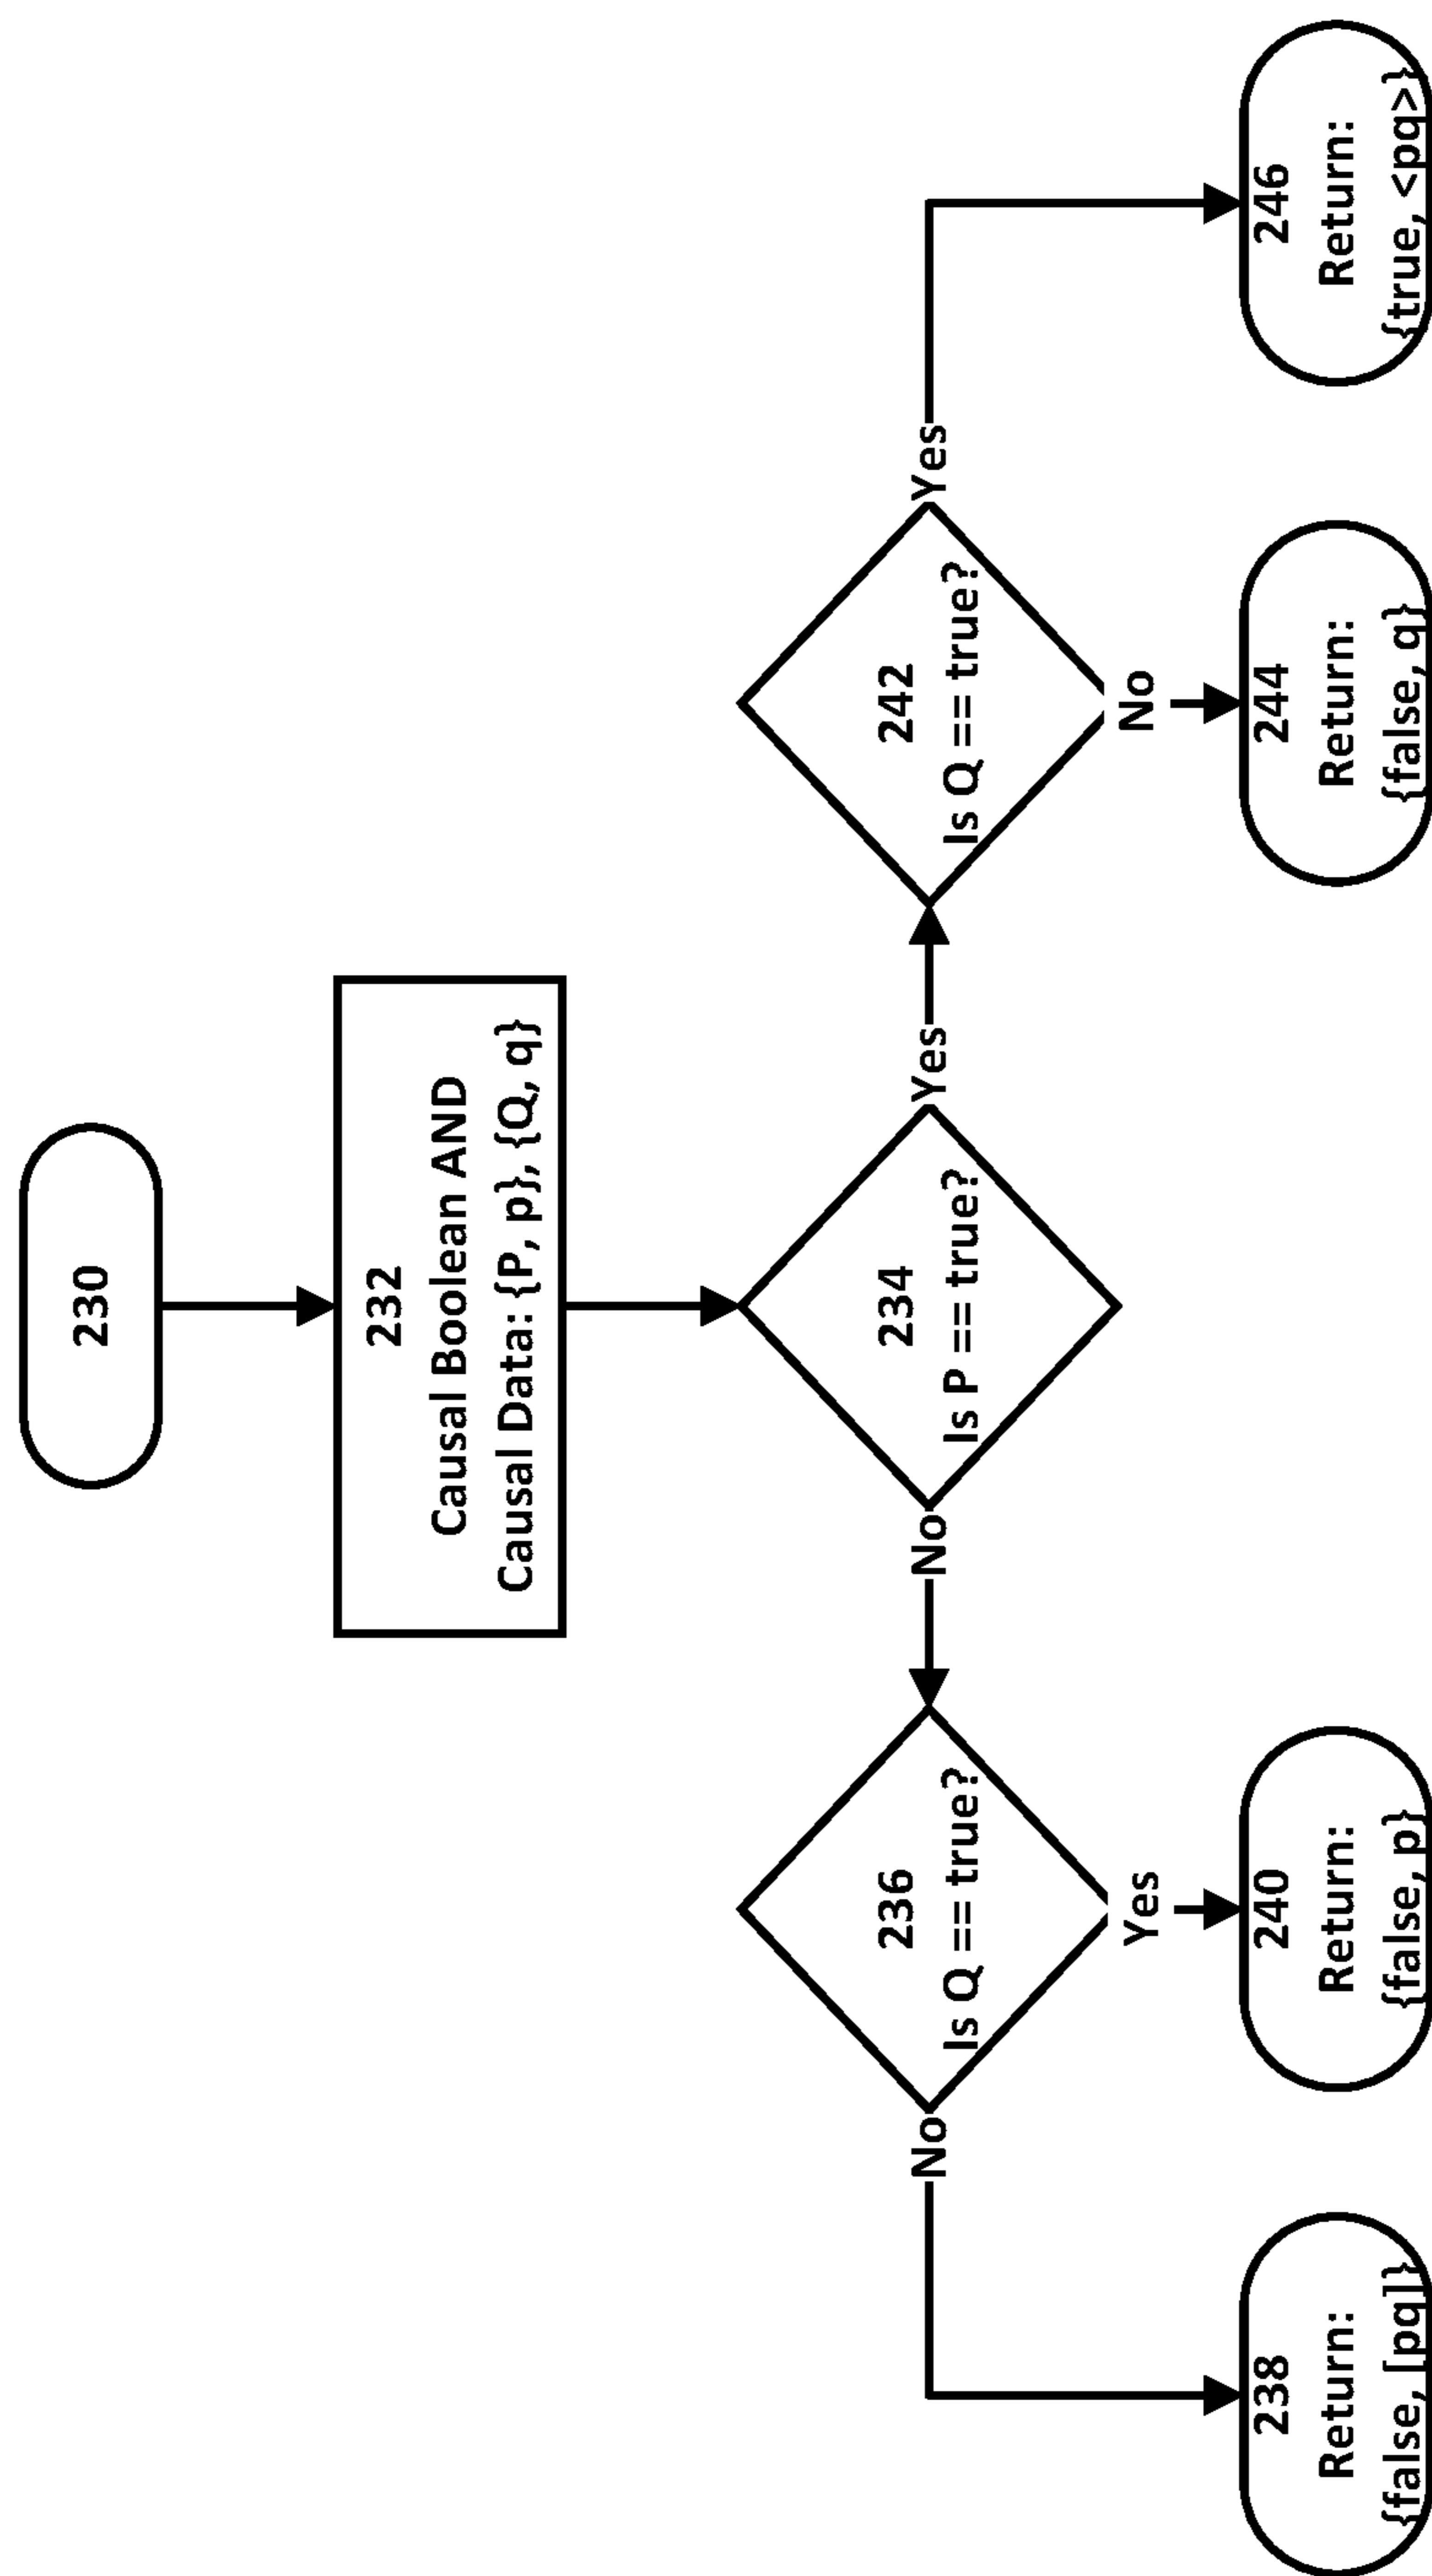 230
232
Causal Boolean AND
Causal Data: {P, p}, {Q, q}
234
Is P == true?
No
Yes
236
Is Q == true?
No
Yes
242
Is Q == true?
No
Yes
238
Return:
{false, [pq]}
240
Return:
{false, p}
244
Return:
{false, q}
246
Return:
{true, <pq>}